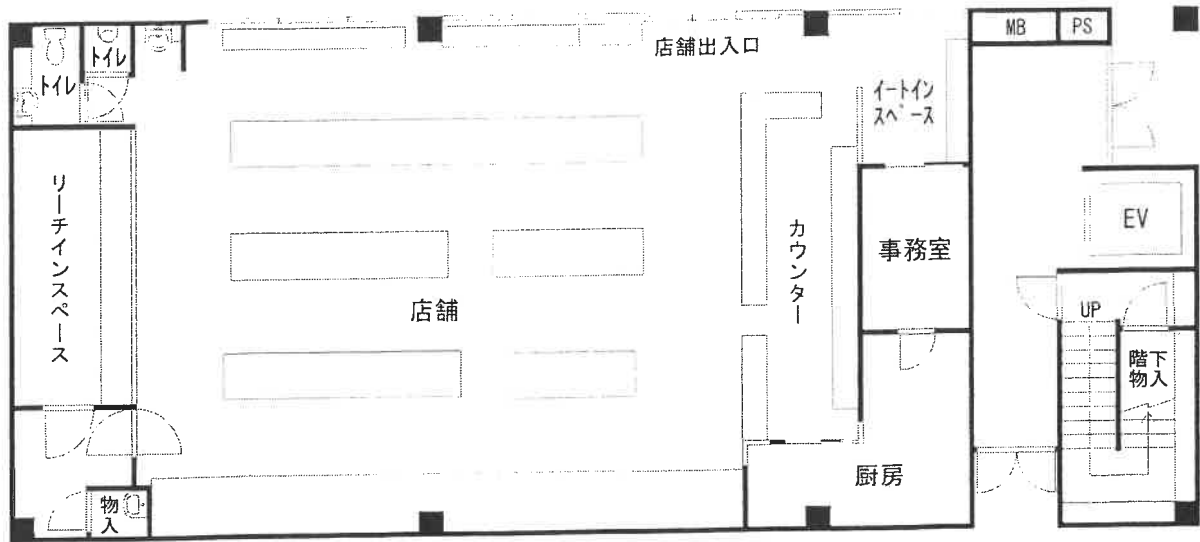 MB
PS
店舗出入口
トイレ
トイレ
イートイン
スペース
リーチインスペース
カウンター
事務室
EV
店舗
UP
階下
物入
厨房
物入